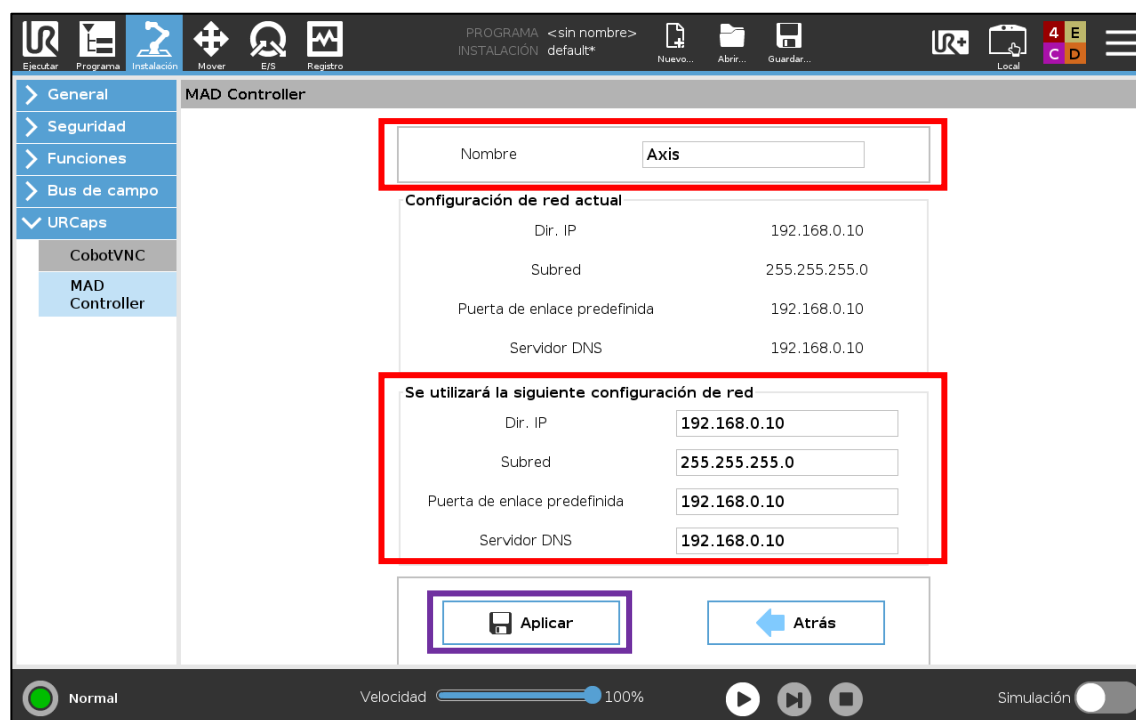 UR
UR+
4 E
C D
PROGRAMA <sin nombre>
INSTALACIÓN default*
Ejecutar Programa Instalación Mover E/S Registro Nuevo... Abrir... Guardar... Local
General
Seguridad
Funciones
Bus de campo
URCaps
CobotVNC
MAD
Controller
MAD Controller
Nombre Axis
Configuración de red actual
Dir. IP 192.168.0.10
Subred 255.255.255.0
Puerta de enlace predefinida 192.168.0.10
Servidor DNS 192.168.0.10
Se utilizará la siguiente configuración de red
Dir. IP 192.168.0.10
Subred 255.255.255.0
Puerta de enlace predefinida 192.168.0.10
Servidor DNS 192.168.0.10
Aplicar Atrás
Normal Velocidad 100% Simulación